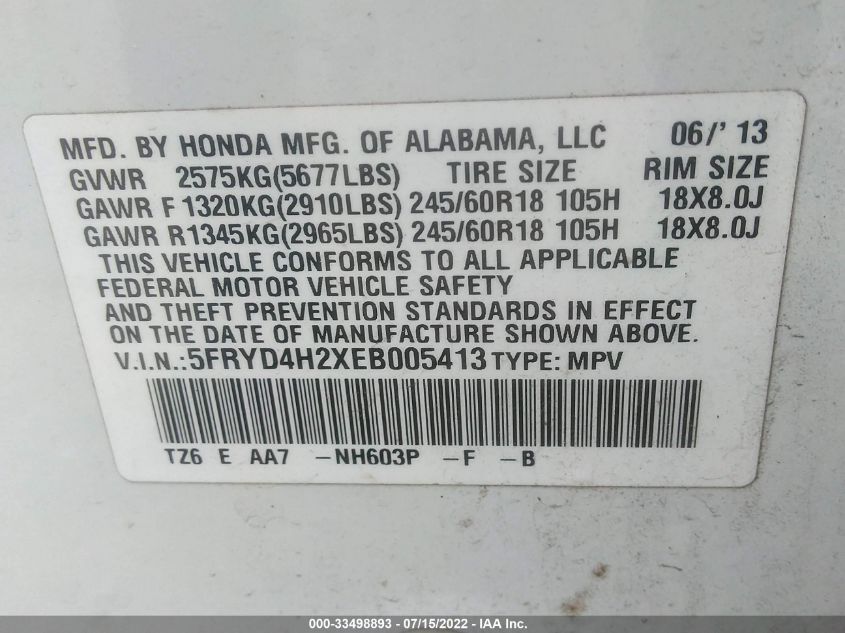 MFD. BY HONDA MFG. OF ALABAMA, LLC 06/' 13
GVWR 2575KG(5677LBS) TIRE SIZE RIM SIZE
GAWR F 1320KG(2910LBS) 245/60R18 105H 18X8.0J
GAWR R1345KG(2965LBS) 245/60R18 105H 18X8.0J
THIS VEHICLE CONFORMS TO ALL APPLICABLE
FEDERAL MOTOR VEHICLE SAFETY
AND THEFT PREVENTION STANDARDS IN EFFECT
ON THE DATE OF MANUFACTURE SHOWN ABOVE.
V.I.N.:5FRYD4H2XEB005413 TYPE: MPV
TZ6 E AA7 -NH603P -F -B
000-33498893 - 07/15/2022 - IAA Inc.